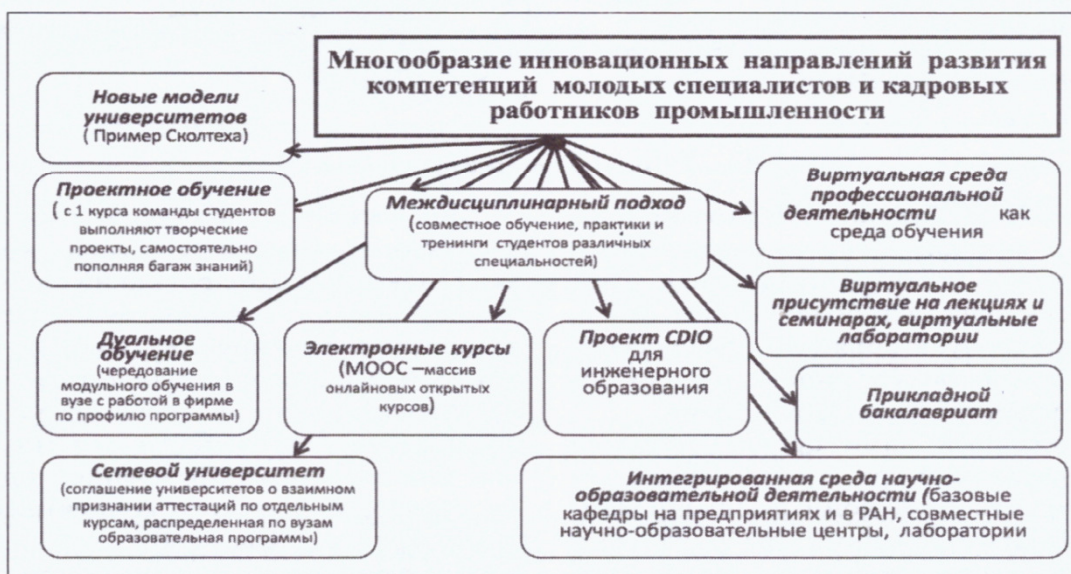 Многообразие инновационных направлений развития
компетенций молодых специалистов и кадровых
работников промышленности
Новые модели
университетов
( Пример Сколтеха)
Проектное обучение
( с 1 курса команды студентов
выполняют творческие
проекты, самостоятельно
пополняя багаж знаний)
Междисциплинарный подход
(совместное обучение, практики и
тренинги студентов различных
специальностей)
Виртуальная среда
профессиональной
деятельности как
среда обучения
Виртуальное
присутствие на лекциях и
семинарах, виртуальные
лаборатории
Дуальное
обучение
(чередование
модульного обучения в
вузе с работой в фирме
по профилю программы)
Электронные курсы
(МООС –массив
онлайновых открытых
курсов)
Проект CDIO
для
инженерного
образования
Прикладной
бакалавриат
Сетевой университет
(соглашение университетов о взаимном
признании аттестаций по отдельным
курсам, распределенная по вузам
образовательная программы)
Интегрированная среда научно-
образовательной деятельности (базовые
кафедры на предприятиях и в РАН, совместные
научно-образовательные центры, лаборатории